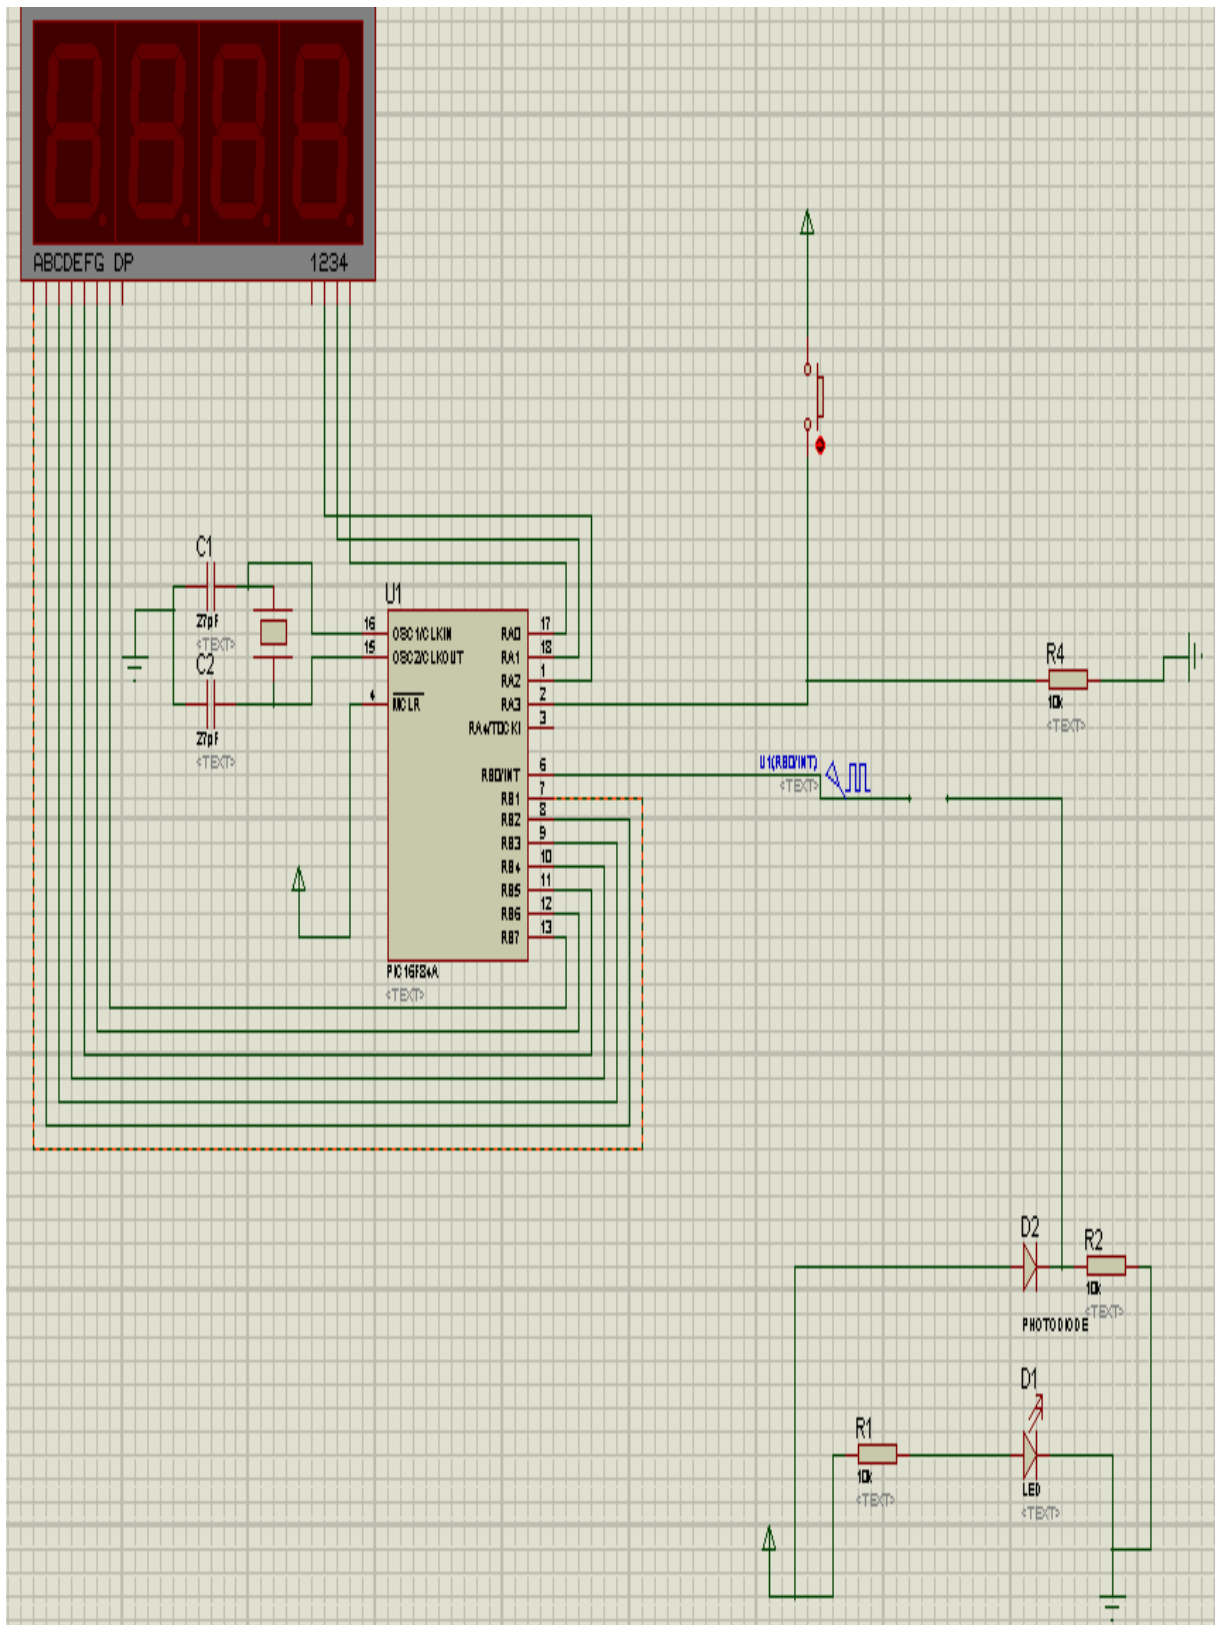 ABCDEFG DP
1234
C1
27pF
<TEXT>
C2
27pF
<TEXT>
U1
16
15
4
OSC1/CLKIN
OSC2/CLKOUT
MCLR
RA0
RA1
RA2
RA3
RA4/T0CKI
RB0/INT
RB1
RB2
RB3
RB4
RB5
RB6
RB7
17
18
1
2
3
6
7
8
9
10
11
12
13
PIC16F84A
<TEXT>
R4
10k
<TEXT>
U1(RB0/INT)
<TEXT>
D2
PHOTODIODE
R2
10k
<TEXT>
D1
LED
<TEXT>
R1
10k
<TEXT>